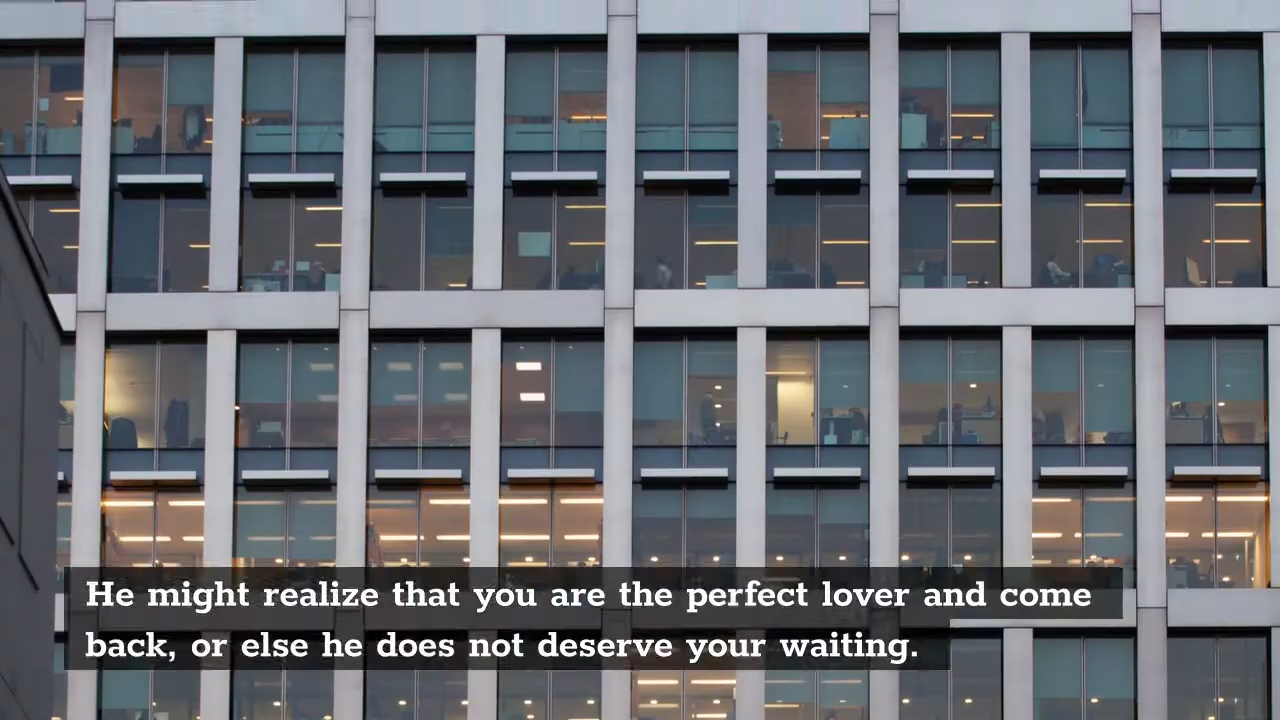 He might realize that you are the perfect lover and come
back, or else he does not deserve your waiting.